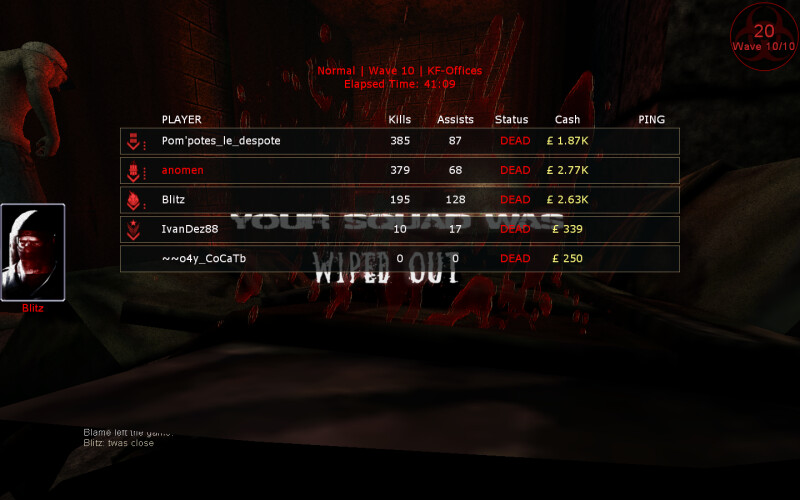 20
Wave 10/10
Normal | Wave 10 | KF-Offices
Elapsed Time: 41:09
PLAYER Kills Assists Status Cash PING
Pom'potes_le_despote 385 87 DEAD £ 1.87K
anomen 379 68 DEAD £ 2.77K
Blitz 195 128 DEAD £ 2.63K
YOUR SQUAD WAS
IvanDez88 10 17 DEAD £ 339
~~o4y_CoCaTb 0 0 DEAD £ 250
WIPED OUT
Blitz
Blame left the game.
Blitz: twas close